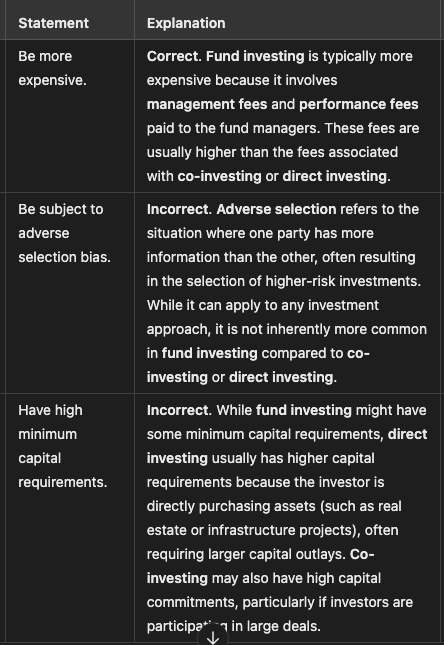 Statement
Explanation
Be more
expensive.
Correct. Fund investing is typically more
expensive because it involves
management fees and performance fees
paid to the fund managers. These fees are
usually higher than the fees associated
with co-investing or direct investing.
Be subject to
adverse
selection bias.
Incorrect. Adverse selection refers to the
situation where one party has more
information than the other, often resulting
in the selection of higher-risk investments.
While it can apply to any investment
approach, it is not inherently more common
in fund investing compared to co-
investing or direct investing.
Have high
minimum
capital
requirements.
Incorrect. While fund investing might have
some minimum capital requirements, direct
investing usually has higher capital
requirements because the investor is
directly purchasing assets (such as real
estate or infrastructure projects), often
requiring larger capital outlays. Co-
investing may also have high capital
commitments, particularly if investors are
participating in large deals.